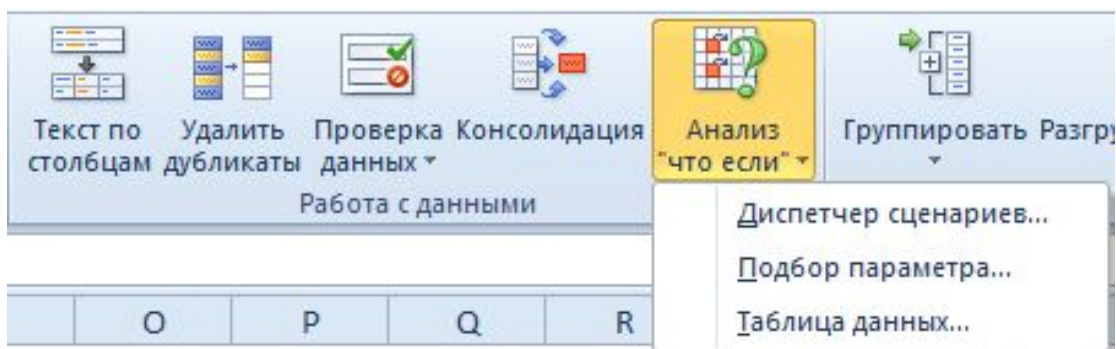 Текст по столбцам
Удалить дубликаты
Проверка данных
Консолидация
Анализ "что если"
Группировать
Разгру
Работа с данными
Диспетчер сценариев...
Подбор параметра...
Таблица данных...
O P Q R